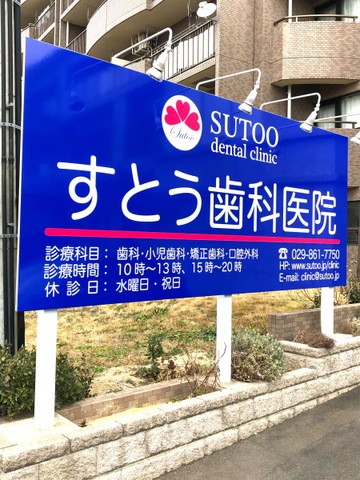 Sutoo
SUTOO
dental clinic
すとう歯科医院
診療科目： 歯科・小児歯科・矯正歯科・口腔外科
診療時間： 10時～13時、15時～20時
休診日： 水曜日・祝日
☎ 029-861-7750
HP: www.sutoo.jp/clinic
E-mail: clinic@sutoo.jp